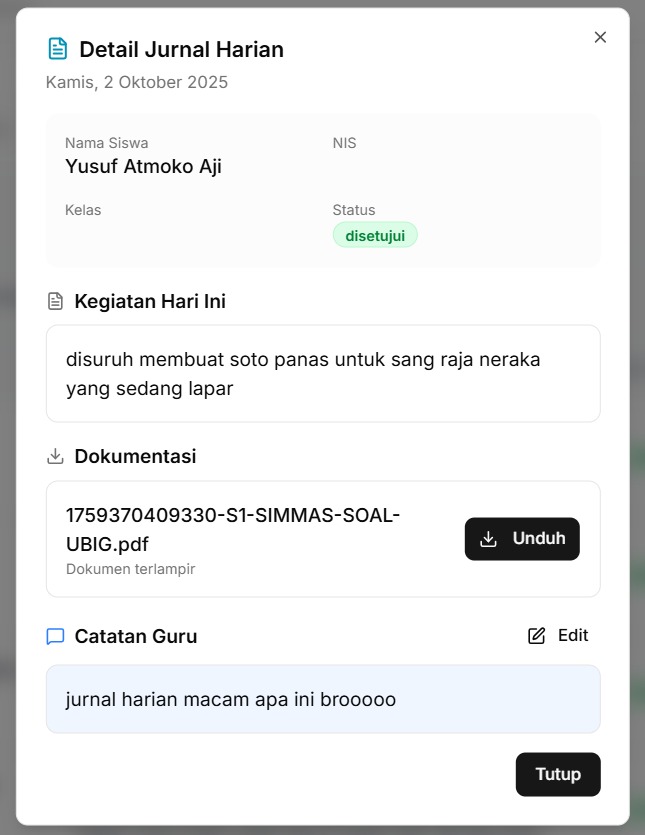 Detail Jurnal Harian
Kamis, 2 Oktober 2025
Nama Siswa
Yusuf Atmoko Aji
NIS
Kelas
Status
disetujui
Kegiatan Hari Ini
disuruh membuat soto panas untuk sang raja neraka
yang sedang lapar
Dokumentasi
1759370409330-S1-SIMMAS-SOAL-
UBIG.pdf
Dokumen terlampir
Unduh
Catatan Guru
Edit
jurnal harian macam apa ini brooooo
Tutup